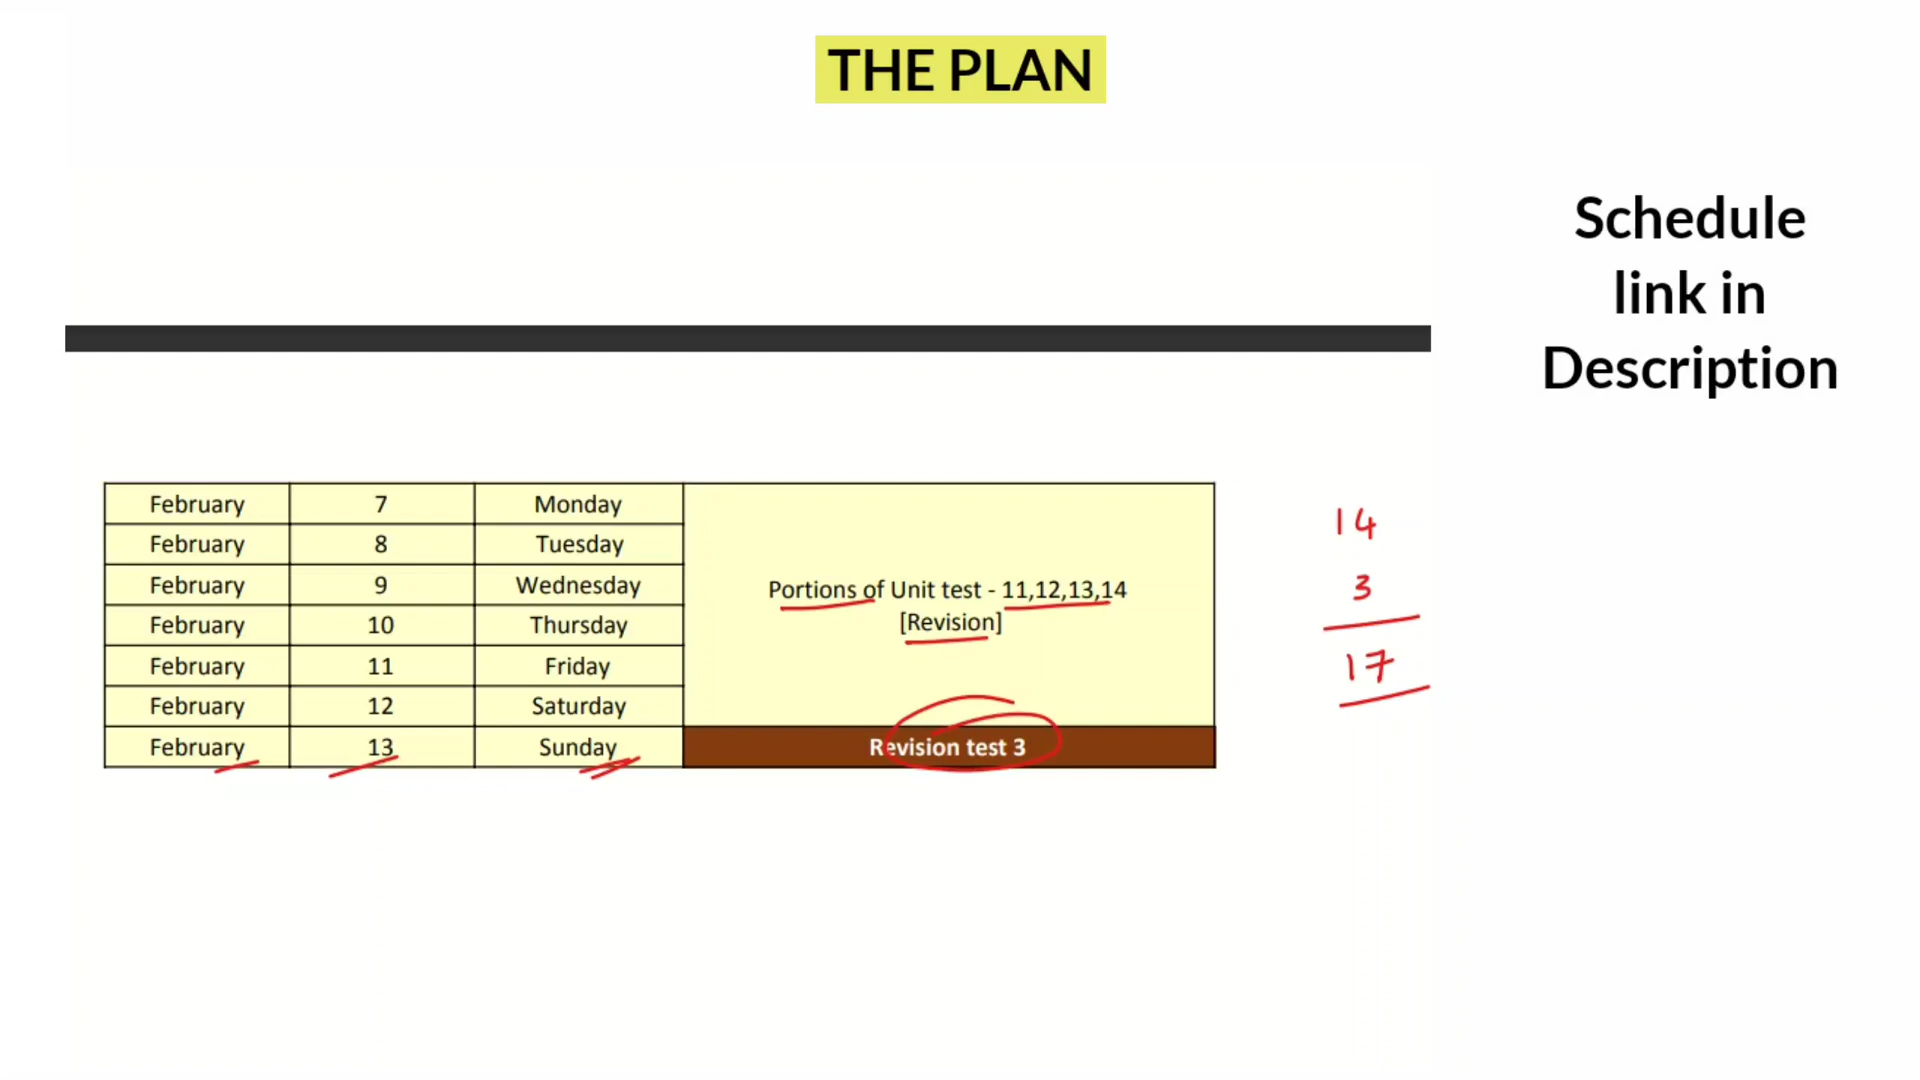 THE PLAN
Schedule
link in
Description
February 7 Monday
February 8 Tuesday
February 9 Wednesday
February 10 Thursday
February 11 Friday
February 12 Saturday
February 13 Sunday
Portions of Unit test - 11,12,13,14
[Revision]
Revision test 3
14
3
17